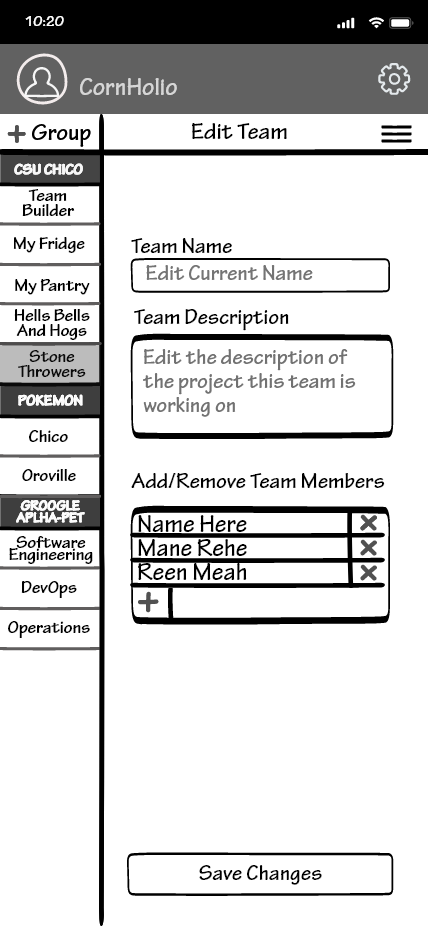 10:20
CornHolio
+ Group
Edit Team
CSU CHICO
Team
Builder
My Fridge
My Pantry
Hells Bells
And Hogs
Stone
Throwers
POKEMON
Chico
Oroville
GROOGLE
APLHA-PET
Software
Engineering
DevOps
Operations
Team Name
Edit Current Name
Team Description
Edit the description of
the project this team is
working on
Add/Remove Team Members
Name Here
Mane Rehe
Reen Meah
Save Changes